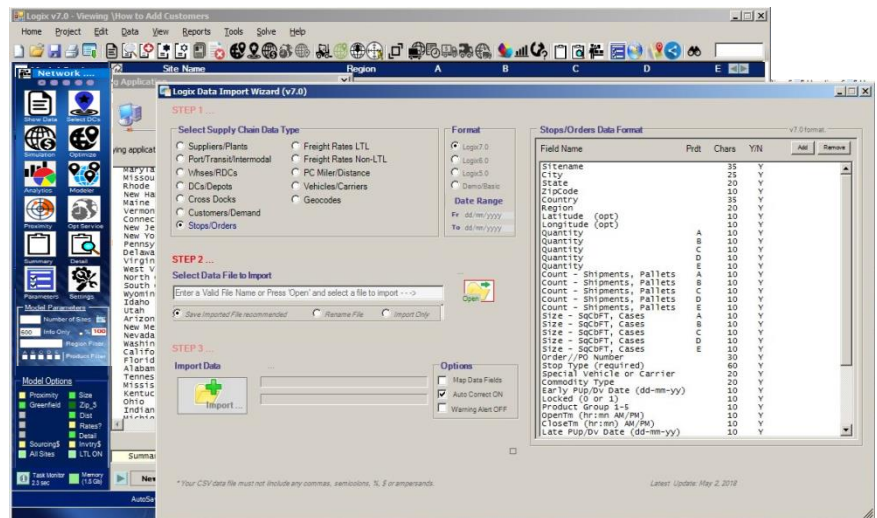 Logix v7.0 - Viewing \How to Add Customers
Home Project Edit Data View Reports Tools Solve Help
Network ....
Site Name Region A B C D E
Show Data Select DCs
Simulation Optimize
Analytics Modeler
Proximity Opt Service
Summary Detail
Parameters Settings
Model Parameters
Number of Sites
600 Info Only % 100
Region Filter
Product Filter
Model Options
Proximity Size
Greenfield Zip_5
Dist
Rates?
Detail
Sourcing$ Invtry$
All Sites LTL ON
Task Monitor Memory
2.0 sec (1.5 Gb)
ying applicat
Maryla
Missou
Rhode
New Ha
Maine
Vermon
Connec
New Je
New Yo
Pennsy
Delawa
Virgin
West V
North
South
Wyomin
Idaho
Utah
Arizon
New Me
Nevada
Washin
Califo
Florid
Alabam
Tennes
Missis
Kentuc
Ohio
Indian
Michig
Summa
New
AutoSa
Logix Data Import Wizard (v7.0)
STEP 1 ...
Select Supply Chain Data Type
Suppliers/Plants Freight Rates LTL
Port/Transit/Intermodal Freight Rates Non-LTL
Whses/RDCs PC Miler/Distance
DCs/Depots Vehicles/Carriers
Cross Docks Geocodes
Customers/Demand
Stops/Orders
Format
Logix7.0
Logix6.0
Logix5.0
Demo/Basic
Date Range
Fr dd/mm/yyyy
To dd/mm/yyyy
STEP 2 ...
Select Data File to Import
Enter a Valid File Name or Press 'Open' and select a file to import - - ->
Open
Save Imported File recommended Rename File Import Only
STEP 3 ...
Import Data
Import...
Options
Map Data Fields
Auto Correct ON
Warning Alert OFF
* Your CSV data file must not include any commas, semicolons, %, $ or ampersands.
Stops/Orders Data Format v7.0 format.
Field Name Prdt Chars Y/N Add Remove
Sitename 35 Y
City 25 Y
State 20 Y
ZipCode 10 Y
Country 35 Y
Region 20 Y
Latitude (opt) 10 Y
Longitude (opt) 10 Y
Quantity A 10 Y
Quantity B 10 Y
Quantity C 10 Y
Quantity D 10 Y
Quantity E 10 Y
Count - Shipments, Pallets A 10 Y
Count - Shipments, Pallets B 10 Y
Count - Shipments, Pallets C 10 Y
Count - Shipments, Pallets D 10 Y
Count - Shipments, Pallets E 10 Y
Size - SqCbFT, Cases A 10 Y
Size - SqCbFT, Cases B 10 Y
Size - SqCbFT, Cases C 10 Y
Size - SqCbFT, Cases D 10 Y
Size - SqCbFT, Cases E 10 Y
Order//PO Number 30 Y
Stop Type (required) 60 Y
Special Vehicle or Carrier 20 Y
Commodity Type 20 Y
Early PUp/Dv Date (dd-mm-yy) 10 Y
Locked (0 or 1) 10 Y
Product Group 1-5 10 Y
OpenTm (hr:mn AM/PM) 10 Y
CloseTm (hr:mn) AM/PM) 10 Y
Late PUp/Dv Date (dd-mm-yy) 10 Y
Latest Update: May 2, 2018